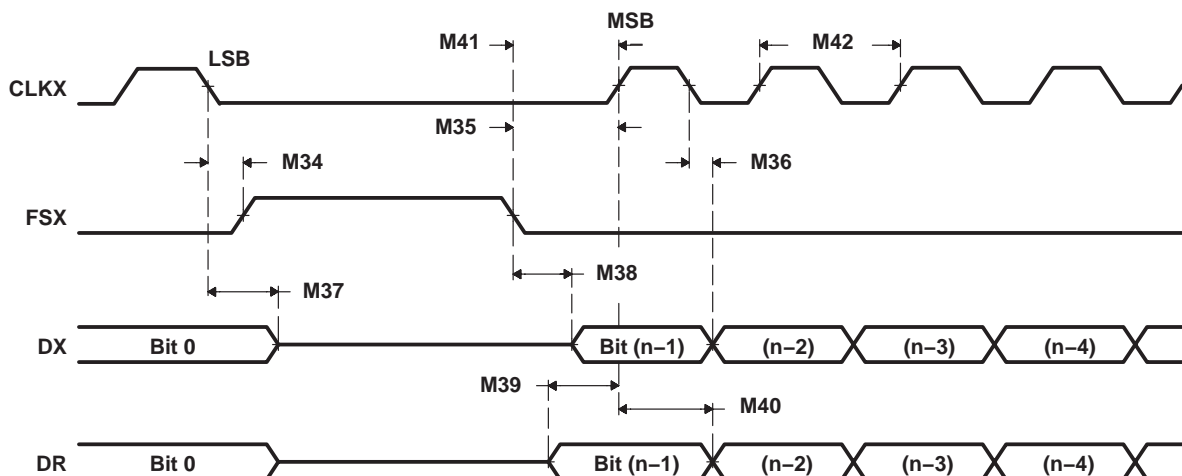 MSB
M41
M42
LSB
CLKX
M35
M34
M36
FSX
M38
M37
DX
Bit 0
Bit (n−1)
(n−2)
(n−3)
(n−4)
M39
M40
DR
Bit 0
Bit (n−1)
(n−2)
(n−3)
(n−4)